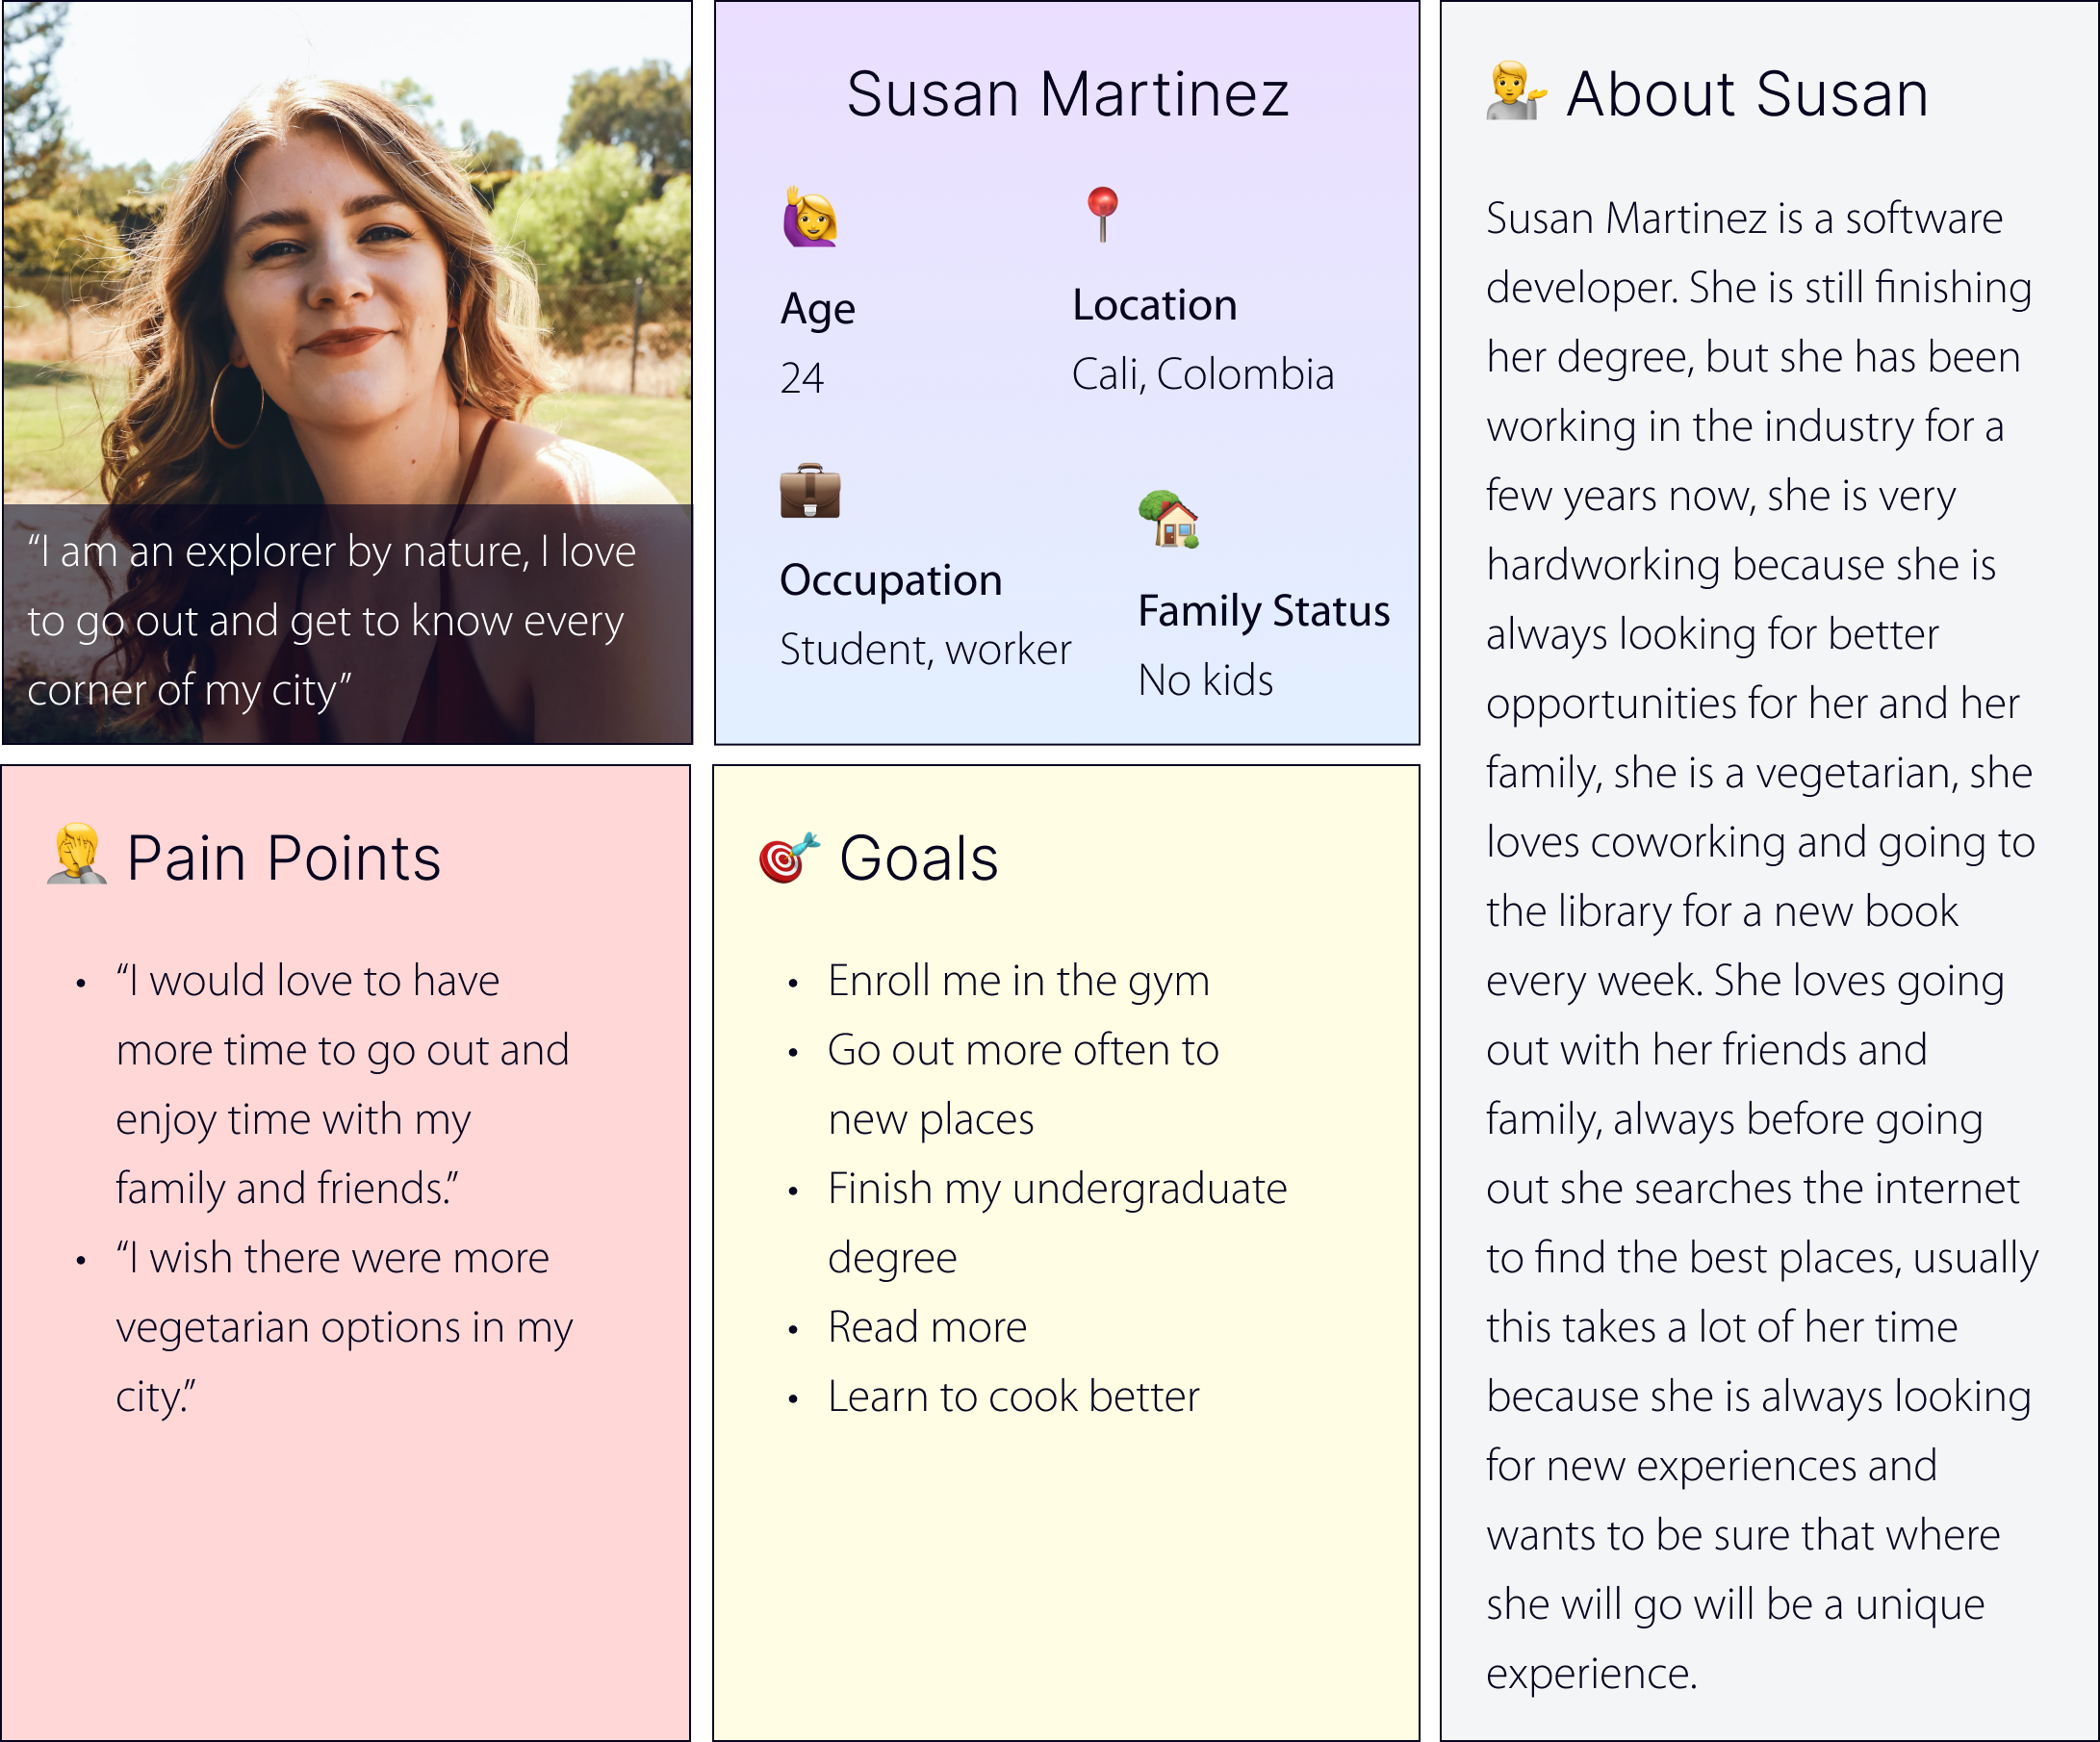 “I am an explorer by nature, I love
to go out and get to know every
corner of my city”
Susan Martinez
Age
24
Location
Cali, Colombia
Occupation
Student, worker
Family Status
No kids
Pain Points
• “I would love to have
more time to go out and
enjoy time with my
family and friends.”
• “I wish there were more
vegetarian options in my
city.”
Goals
• Enroll me in the gym
• Go out more often to
new places
• Finish my undergraduate
degree
• Read more
• Learn to cook better
About Susan
Susan Martinez is a software
developer. She is still finishing
her degree, but she has been
working in the industry for a
few years now, she is very
hardworking because she is
always looking for better
opportunities for her and her
family, she is a vegetarian, she
loves coworking and going to
the library for a new book
every week. She loves going
out with her friends and
family, always before going
out she searches the internet
to find the best places, usually
this takes a lot of her time
because she is always looking
for new experiences and
wants to be sure that where
she will go will be a unique
experience.